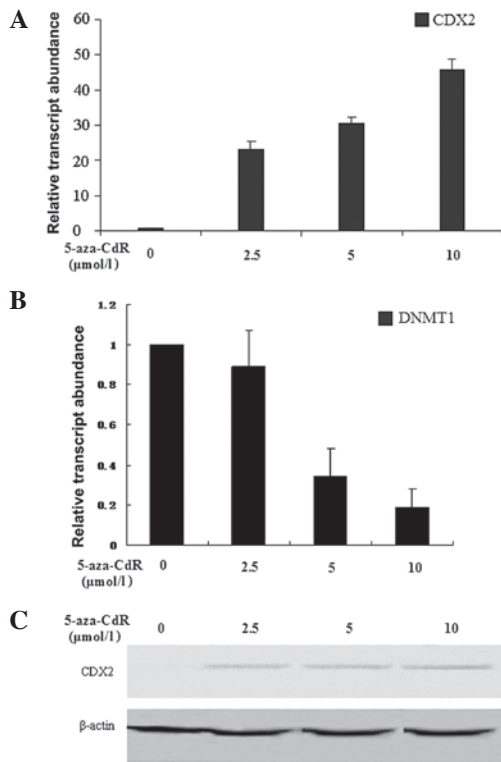 A
CDX2
Relative transcript abundance
60
50
40
30
20
10
0
5-aza-CdR
(μmol/l)
0 2.5 5 10
B
DNMT1
Relative transcript abundance
1.2
1
0.8
0.6
0.4
0.2
0
5-aza-CdR
(μmol/l)
0 2.5 5 10
C
5-aza-CdR
(μmol/l)
0 2.5 5 10
CDX2
β-actin